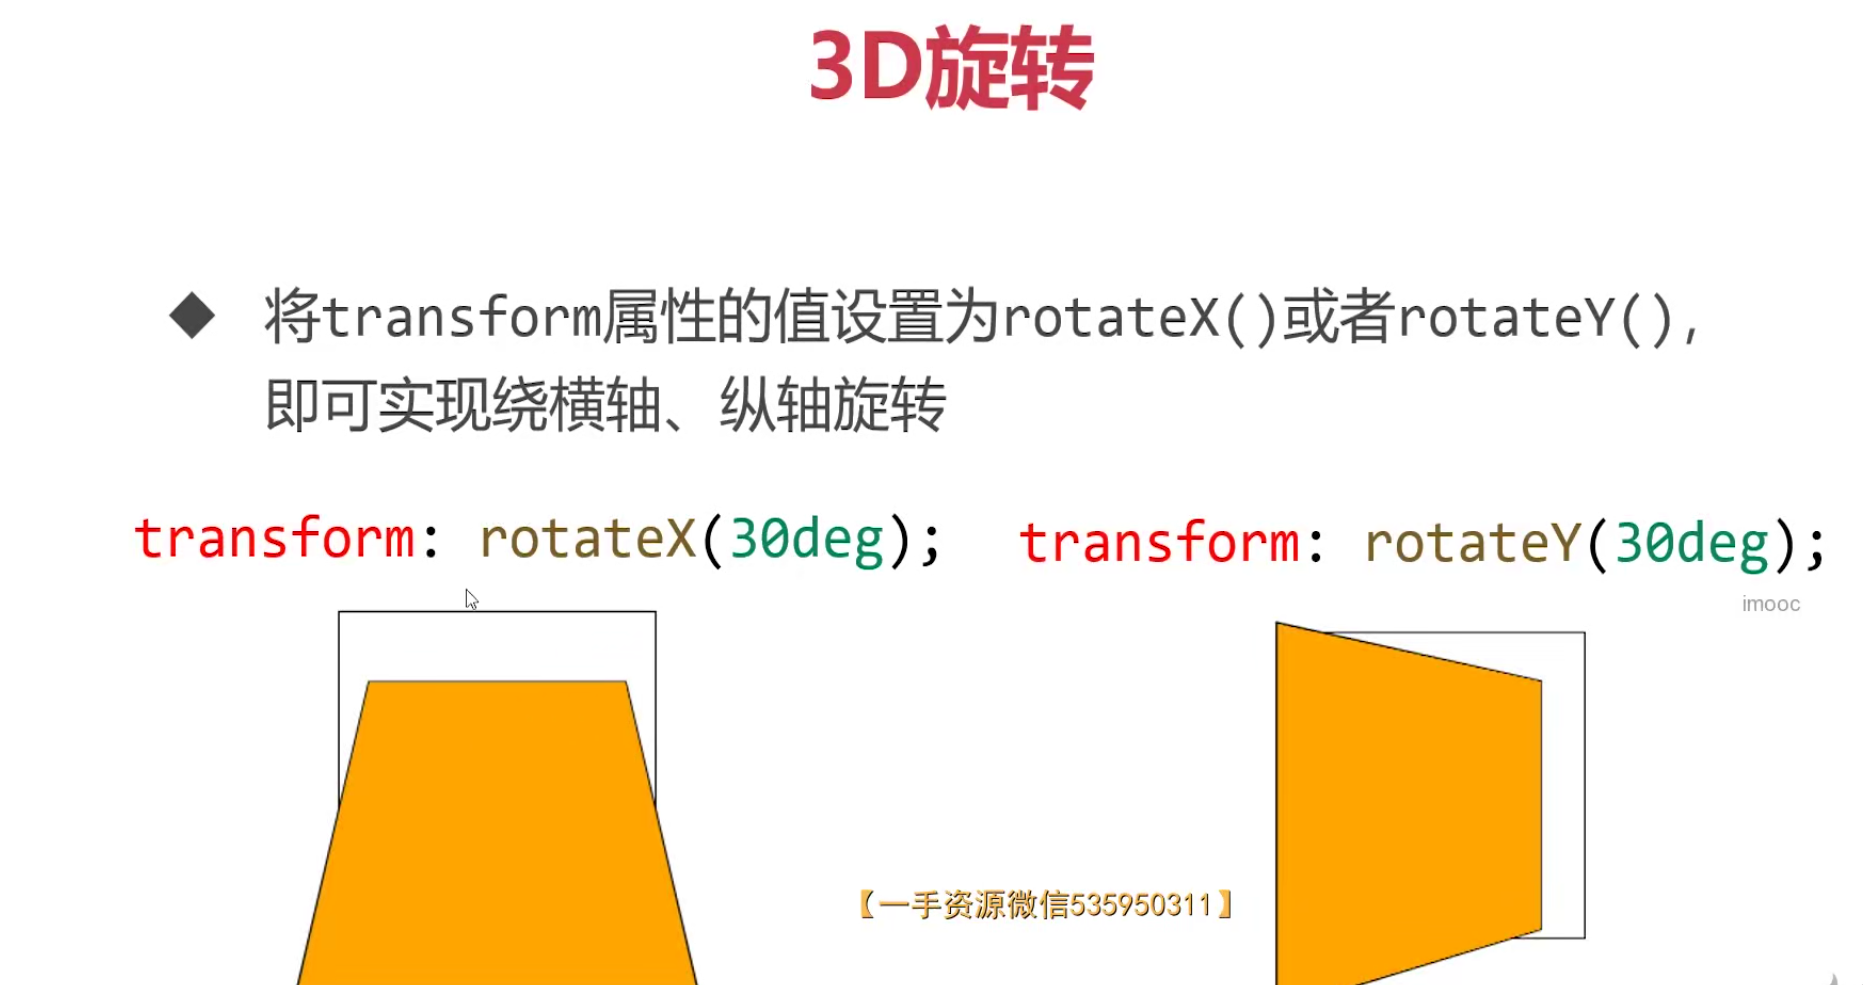 3D旋转
◆ 将transform属性的值设置为rotateX()或者rotateY(),
即可实现绕横轴、纵轴旋转
transform: rotateX(30deg); transform: rotateY(30deg);
imooc
【一手资源微信535950311】